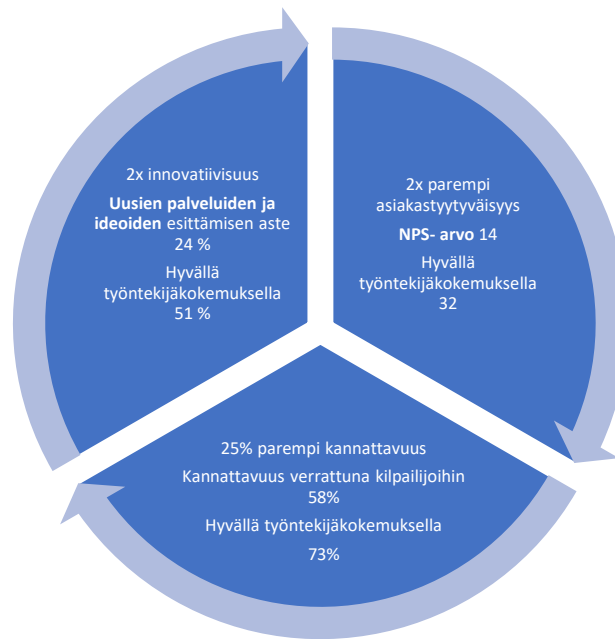 2x innovatiivisuus
Uusien palveluiden ja
ideoiden esittämisen aste
24 %
Hyvällä
työntekijäkokemuksella
51 %
2x parempi
asiakastyytyväisyys
NPS- arvo 14
Hyvällä
työntekijäkokemuksella
32
25% parempi kannattavuus
Kannattavuus verrattuna kilpailijoihin
58%
Hyvällä työntekijäkokemuksella
73%